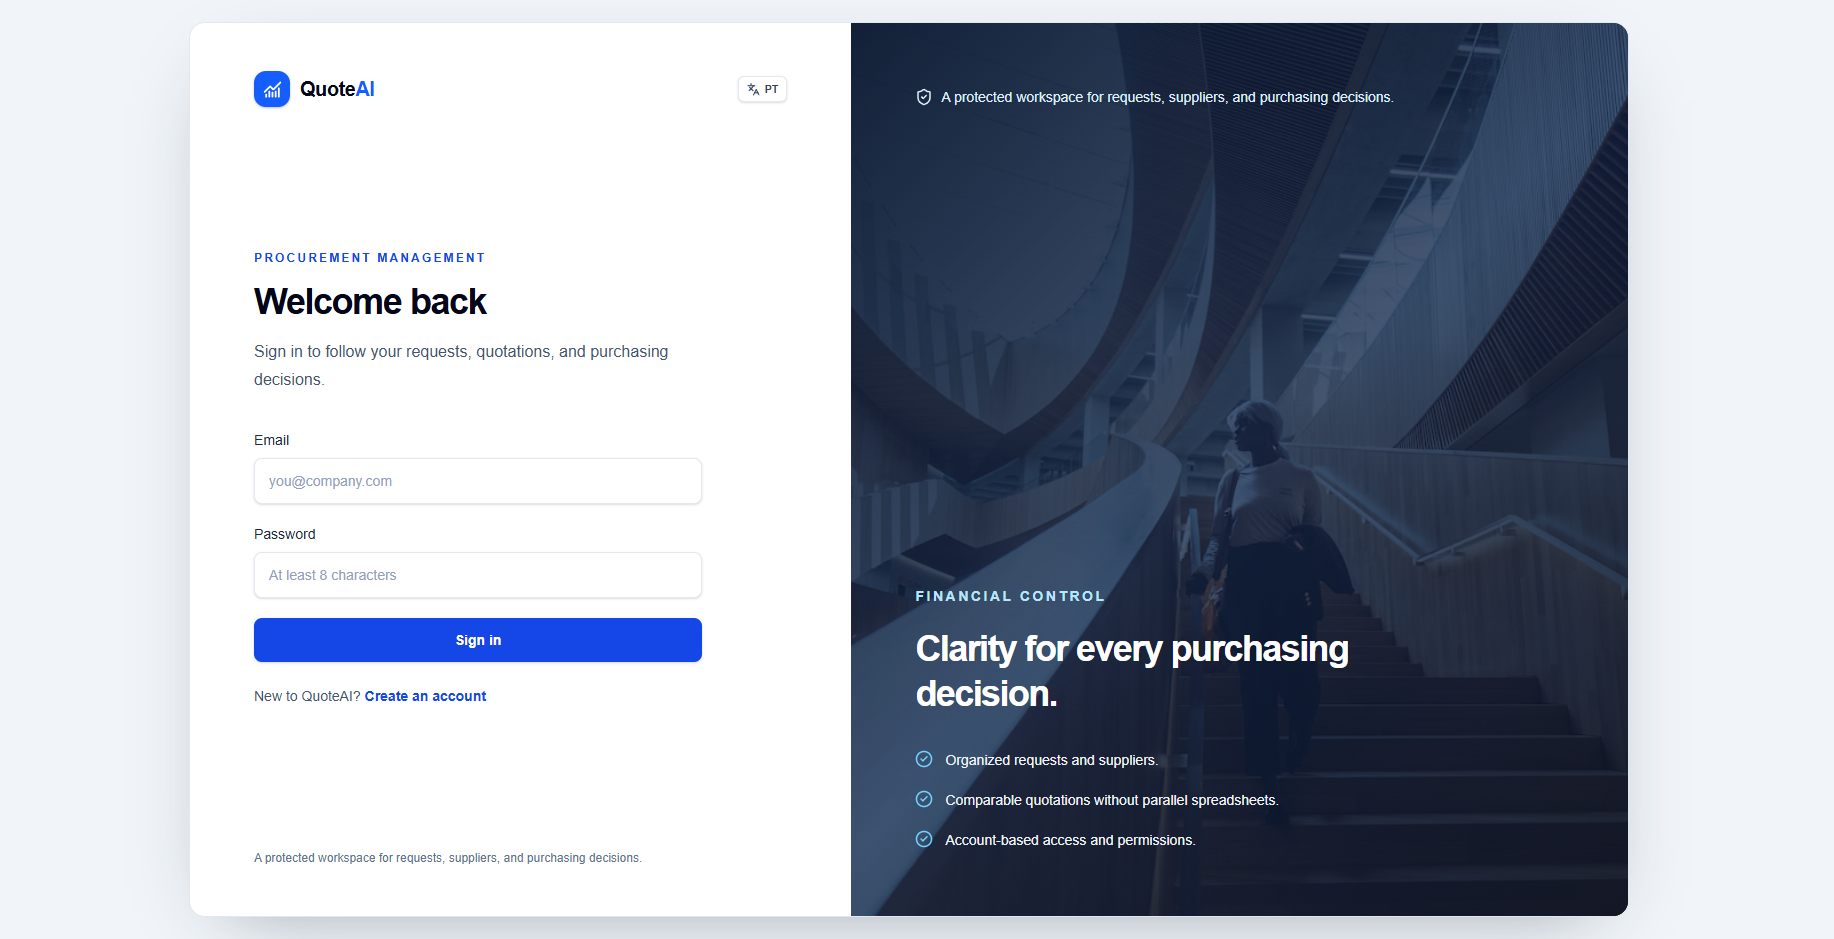 QuoteAI
PT
PROCUREMENT MANAGEMENT
Welcome back
Sign in to follow your requests, quotations, and purchasing
decisions.
Email
you@company.com
Password
At least 8 characters
Sign in
New to QuoteAI? Create an account
A protected workspace for requests, suppliers, and purchasing decisions.
A protected workspace for requests, suppliers, and purchasing decisions.
FINANCIAL CONTROL
Clarity for every purchasing
decision.
Organized requests and suppliers.
Comparable quotations without parallel spreadsheets.
Account-based access and permissions.